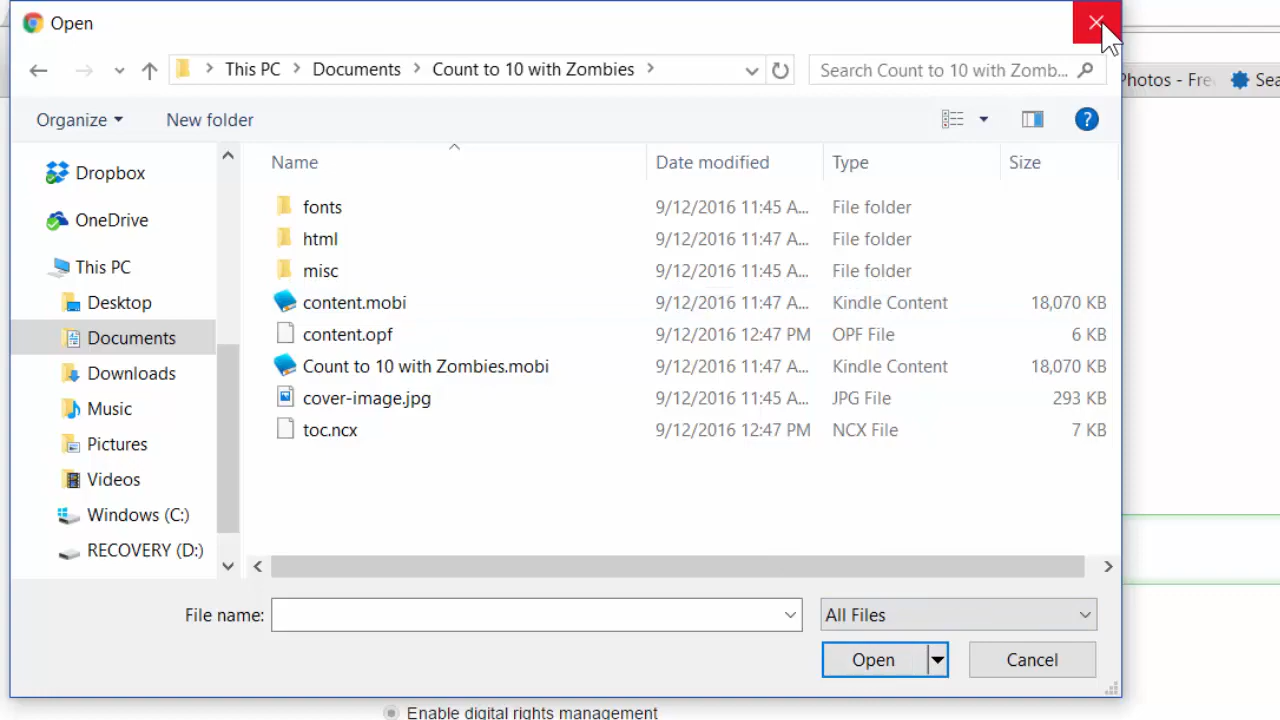 Open
This PC Documents Count to 10 with Zombies Search Count to 10 with Zomb...
Photos - Fre Sea
Organize New folder
Name Date modified Type Size
Dropbox
OneDrive
This PC
Desktop
Documents
Downloads
Music
Pictures
Videos
Windows (C:)
RECOVERY (D:)
fonts 9/12/2016 11:45 A... File folder
html 9/12/2016 11:47 A... File folder
misc 9/12/2016 11:45 A... File folder
content.mobi 9/12/2016 11:47 A... Kindle Content 18,070 KB
content.opf 9/12/2016 12:47 PM OPF File 6 KB
Count to 10 with Zombies.mobi 9/12/2016 11:47 A... Kindle Content 18,070 KB
cover-image.jpg 9/12/2016 11:45 A... JPG File 293 KB
toc.ncx 9/12/2016 12:47 PM NCX File 7 KB
File name: All Files
Open Cancel
Enable digital rights management